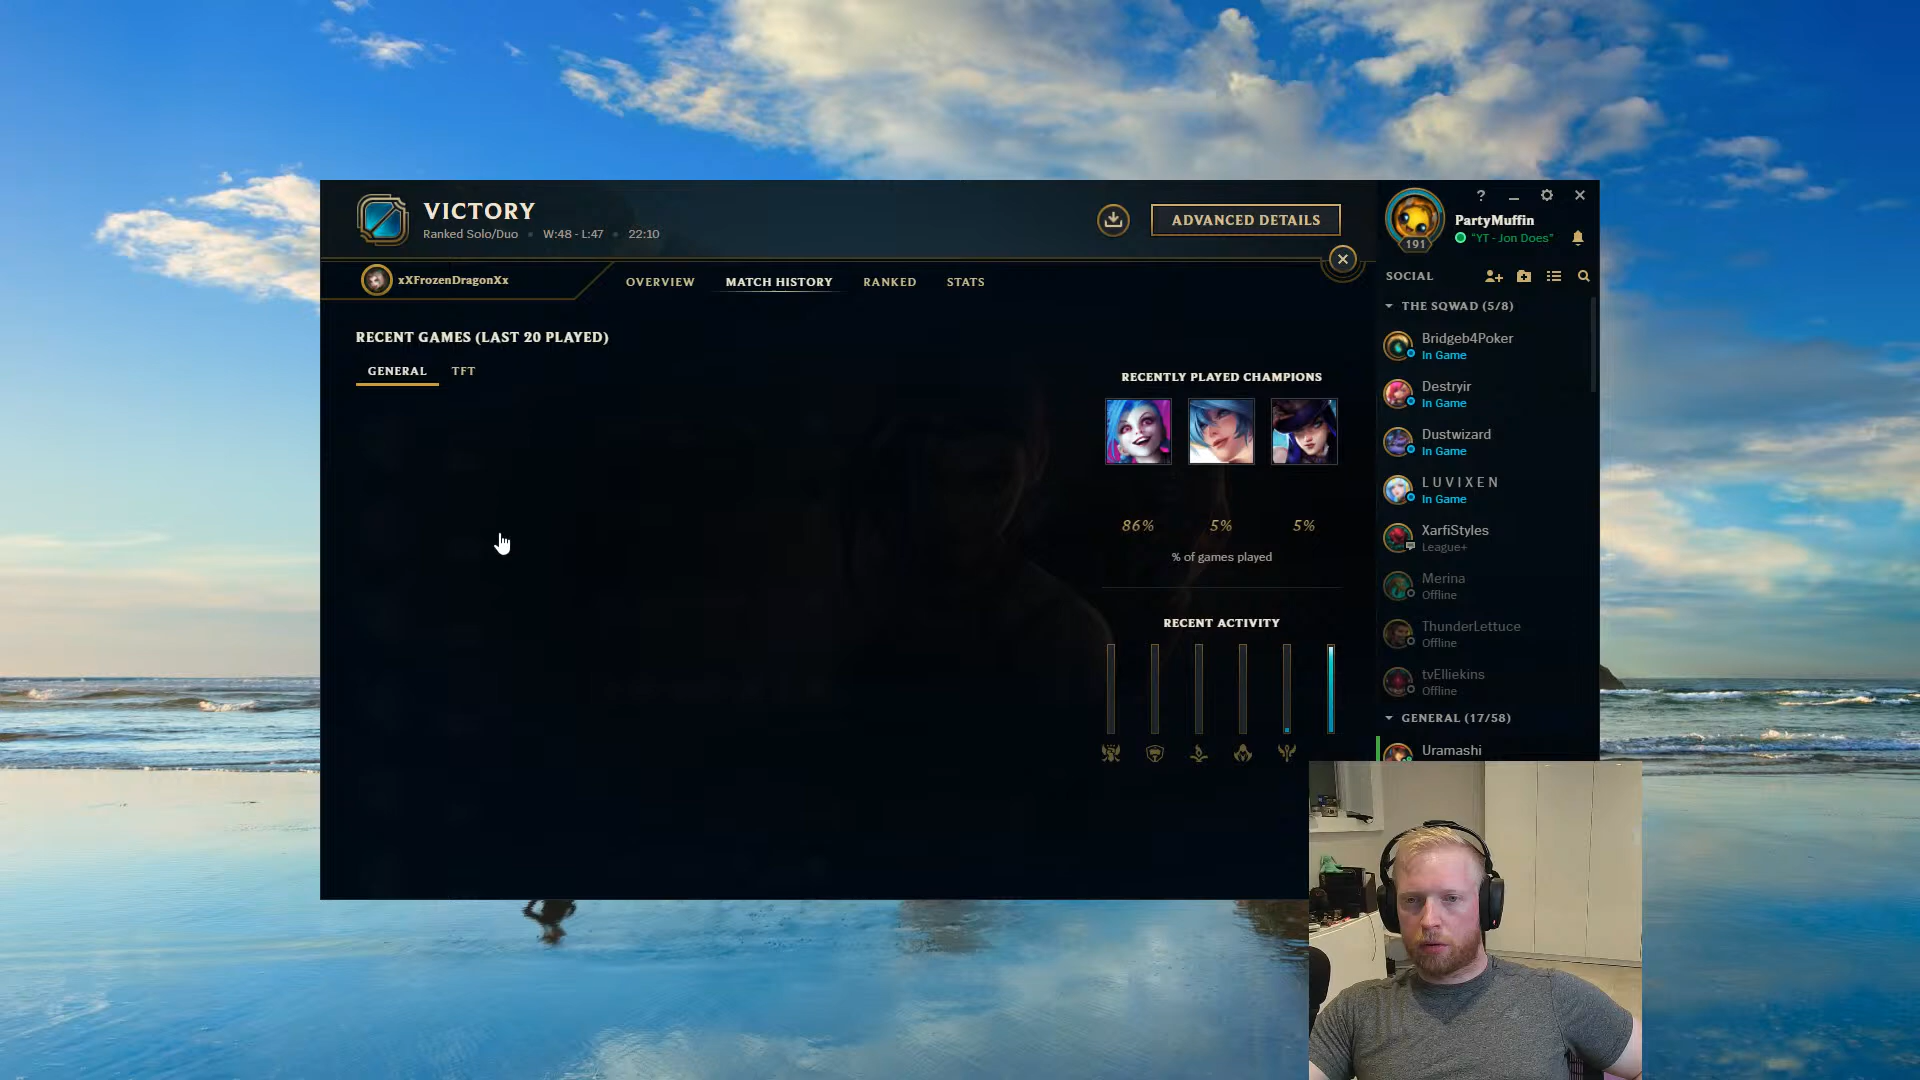 VICTORY
Ranked Solo/Duo • W:48 - L:47 • 22:10
ADVANCED DETAILS
xXFrozenDragonXx
OVERVIEW MATCH HISTORY RANKED STATS
RECENT GAMES (LAST 20 PLAYED)
GENERAL TFT
RECENTLY PLAYED CHAMPIONS
86% 5% 5%
% of games played
RECENT ACTIVITY
?
PartyMuffin
"YT - Jon Does"
191
SOCIAL
THE SQWAD (5/8)
Bridgeb4Poker
In Game
Destryir
In Game
Dustwizard
In Game
L U V I X E N
In Game
XarfiStyles
League+
Merina
Offline
ThunderLettuce
Offline
tvElliekins
Offline
GENERAL (17/58)
Uramashi